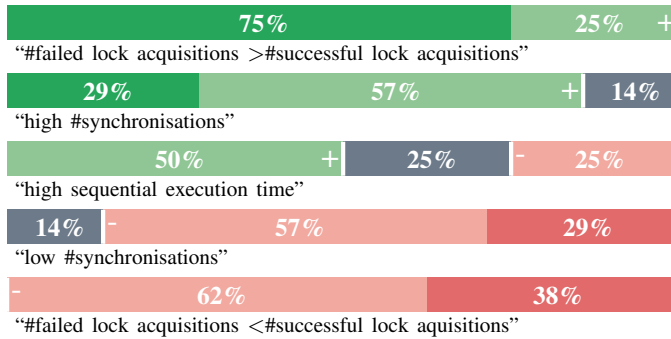 75% 25% +
“#failed lock acquisitions >#successful lock acquisitions”
29% 57% + 14%
“high #synchronisations”
50% + 25% - 25%
“high sequential execution time”
14% - 57% 29%
“low #synchronisations”
- 62% 38%
“#failed lock acquisitions <#successful lock aquisitions”